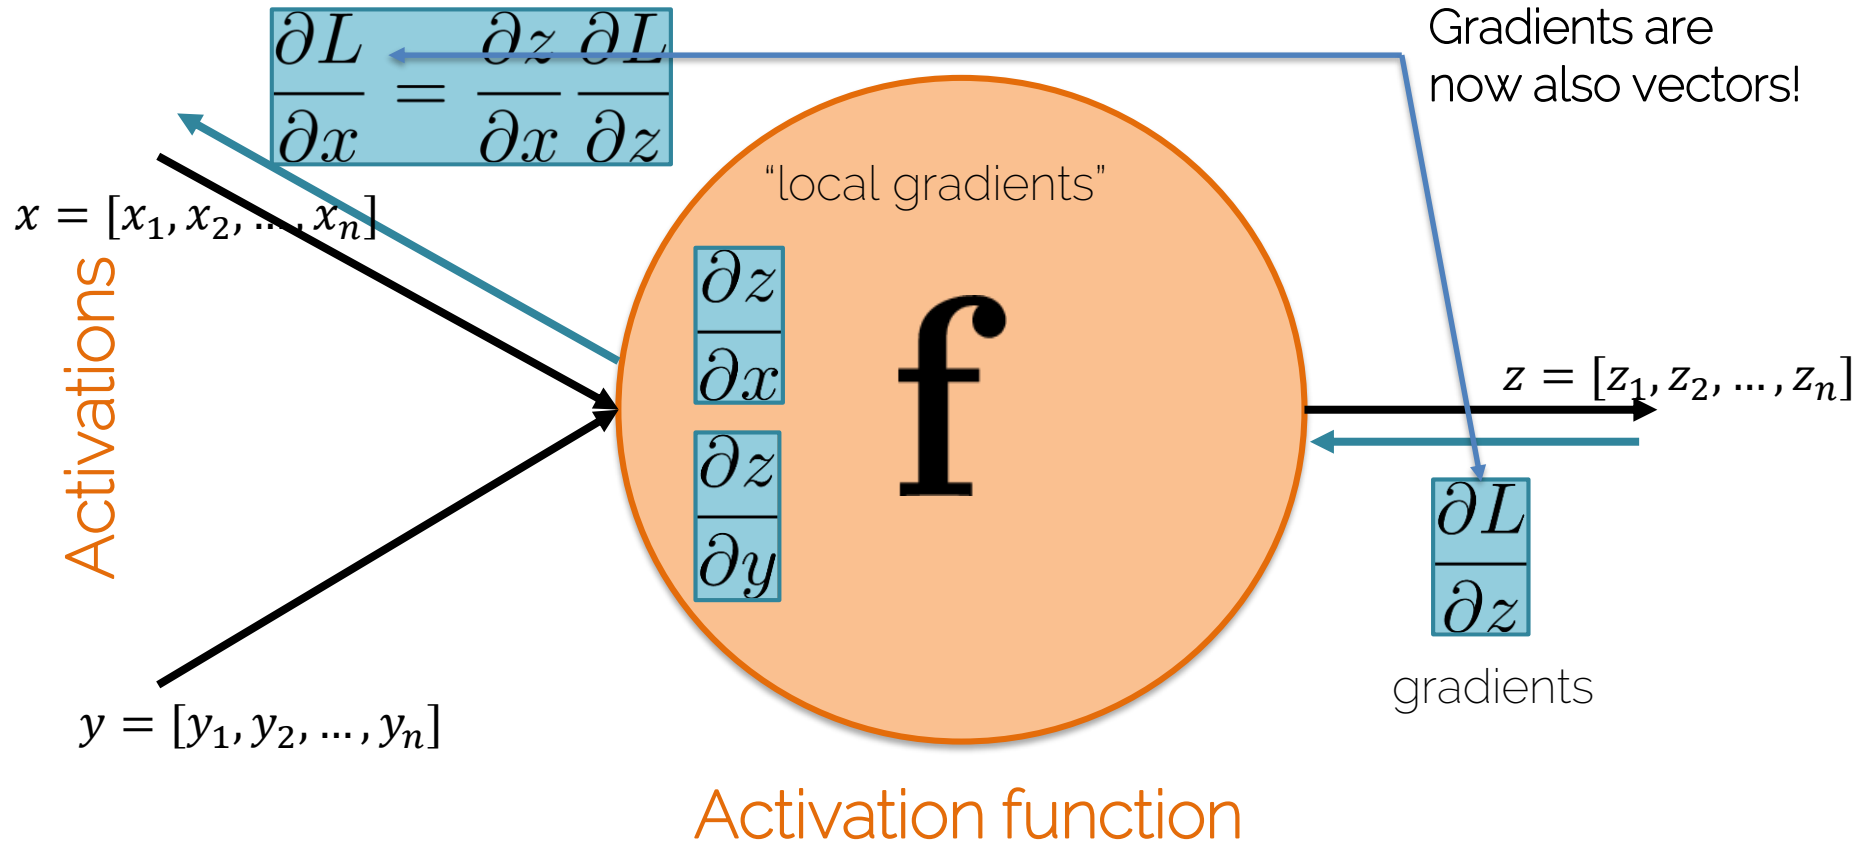 ∂L/∂x = ∂z/∂x ∂L/∂z
Gradients are
now also vectors!
“local gradients”
x = [x₁, x₂, … , xₙ]
Activations
∂z/∂x
f
z = [z₁, z₂, … , zₙ]
∂z/∂y
∂L/∂z
gradients
y = [y₁, y₂, … , yₙ]
Activation function